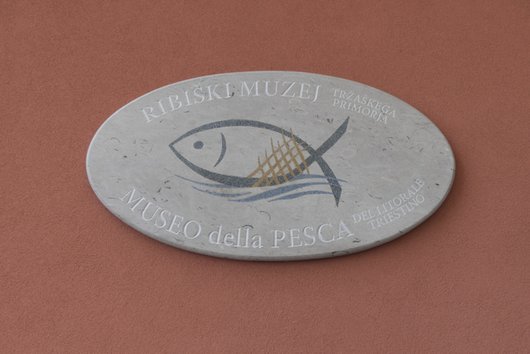 RIBIŠKI MUZEJ
TRŽAŠKEGA
PRIMORJA
MUSEO della PESCA
DEL LITORALE
TRIESTINO